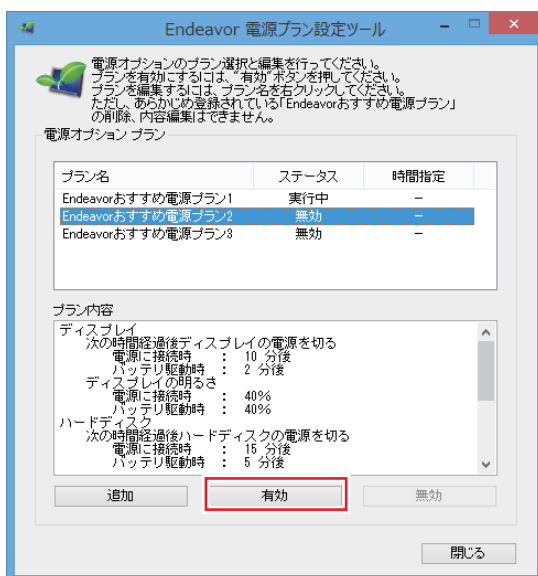 Endeavor 電源プラン設定ツール
電源オプションのプラン選択と編集を行ってください。
プランを有効にするには、"有効"ボタンを押してください。
プランを編集するには、プラン名を右クリックしてください。
ただし、あらかじめ登録されている「Endeavorおすすめ電源プラン」
の削除、内容編集はできません。
電源オプション プラン
プラン名 ステータス 時間指定
Endeavorおすすめ電源プラン1 実行中 −
Endeavorおすすめ電源プラン2 無効 −
Endeavorおすすめ電源プラン3 無効 −
プラン内容
ディスプレイ
次の時間経過後ディスプレイの電源を切る
電源に接続時 : 10 分後
バッテリ駆動時 : 2 分後
ディスプレイの明るさ
電源に接続時 : 40%
バッテリ駆動時 : 40%
ハードディスク
次の時間経過後ハードディスクの電源を切る
電源に接続時 : 15 分後
バッテリ駆動時 : 5 分後
追加 有効 無効
閉じる